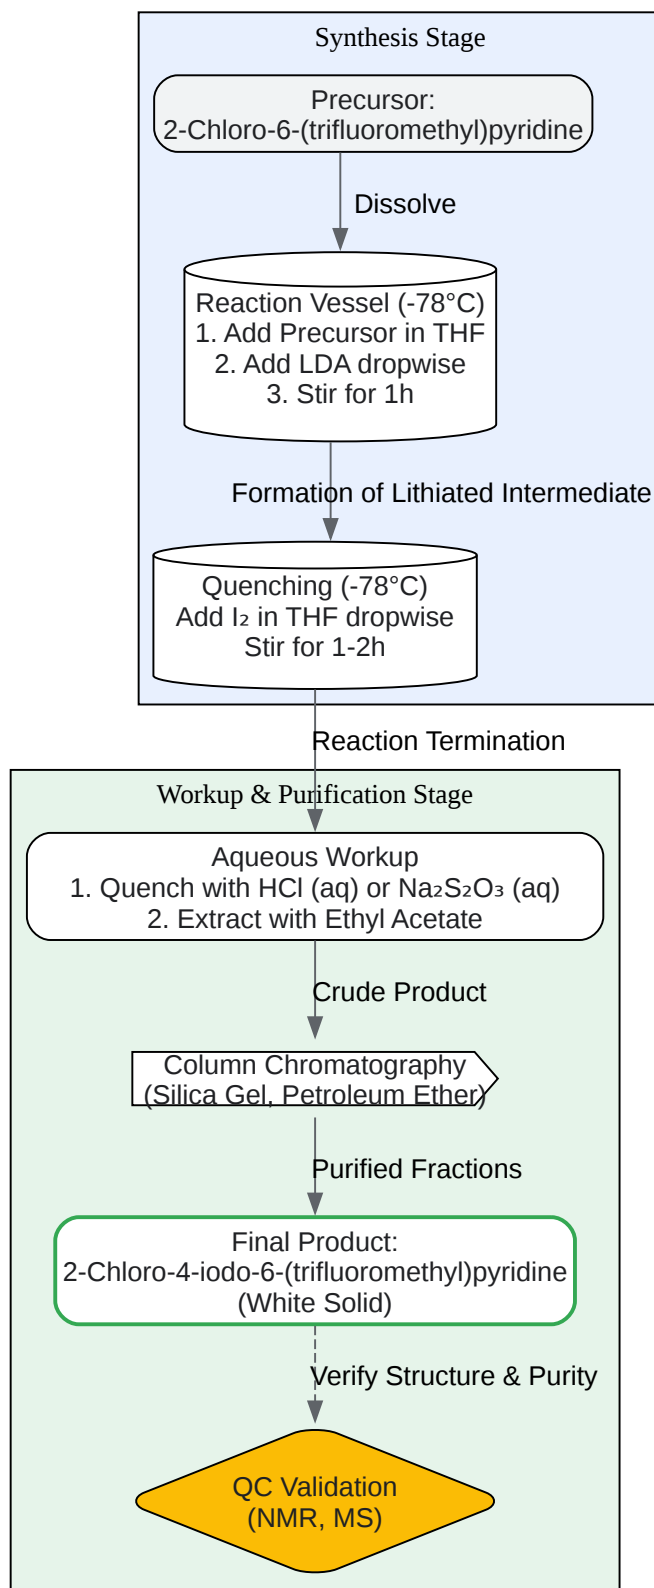 Synthesis Stage
Precursor:
2-Chloro-6-(trifluoromethyl)pyridine
Dissolve
Reaction Vessel (-78°C)
1. Add Precursor in THF
2. Add LDA dropwise
3. Stir for 1h
Formation of Lithiated Intermediate
Quenching (-78°C)
Add I₂ in THF dropwise
Stir for 1-2h
Reaction Termination
Workup & Purification Stage
Aqueous Workup
1. Quench with HCl (aq) or Na₂S₂O₃ (aq)
2. Extract with Ethyl Acetate
Crude Product
Column Chromatography
(Silica Gel, Petroleum Ether)
Purified Fractions
Final Product:
2-Chloro-4-iodo-6-(trifluoromethyl)pyridine
(White Solid)
Verify Structure & Purity
QC Validation
(NMR, MS)